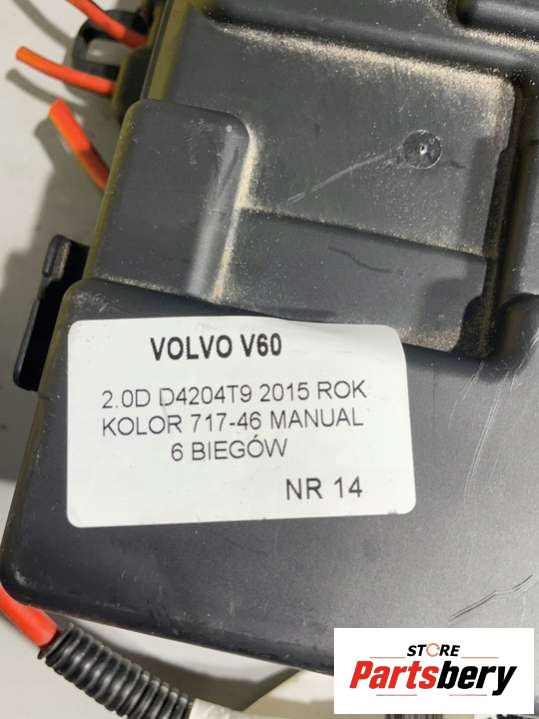 VOLVO V60
2.0D D4204T9 2015 ROK
KOLOR 717-46 MANUAL
6 BIEGÓW
NR 14
STORE
Partsbery